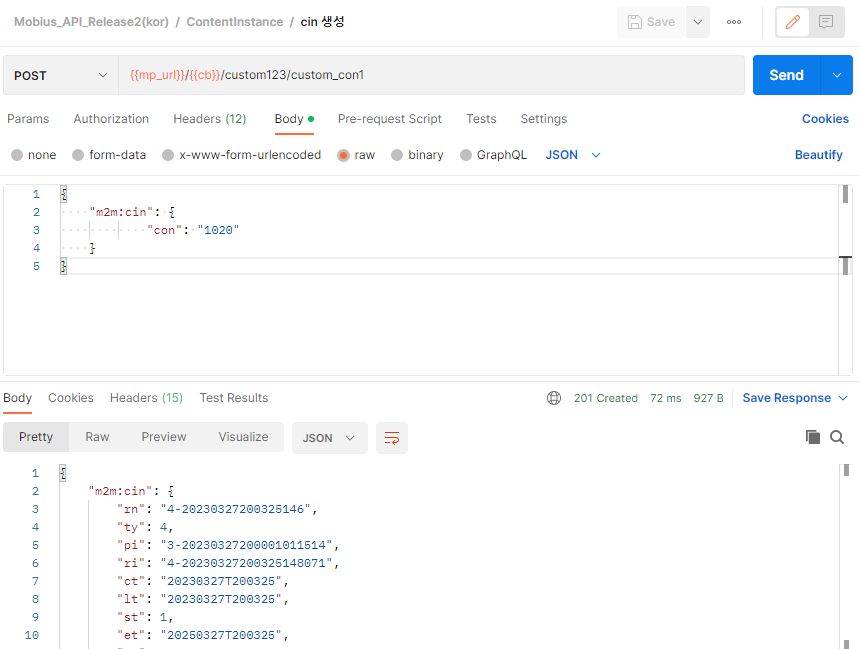 Mobius_API_Release2(kor) / ContentInstance / cin 생성
Save
POST
{{mp_url}}/{{cb}}/custom123/custom_con1
Send
Params Authorization Headers (12) Body Pre-request Script Tests Settings Cookies
none form-data x-www-form-urlencoded raw binary GraphQL JSON Beautify
1 {
2 "m2m:cin": {
3 "con": "1020"
4 }
5 }
Body Cookies Headers (15) Test Results 201 Created 72 ms 927 B Save Response
Pretty Raw Preview Visualize JSON
1 {
2 "m2m:cin": {
3 "rn": "4-20230327200325146",
4 "ty": 4,
5 "pi": "3-20230327200001011514",
6 "ri": "4-20230327200325148071",
7 "ct": "20230327T200325",
8 "lt": "20230327T200325",
9 "st": 1,
10 "et": "20250327T200325",